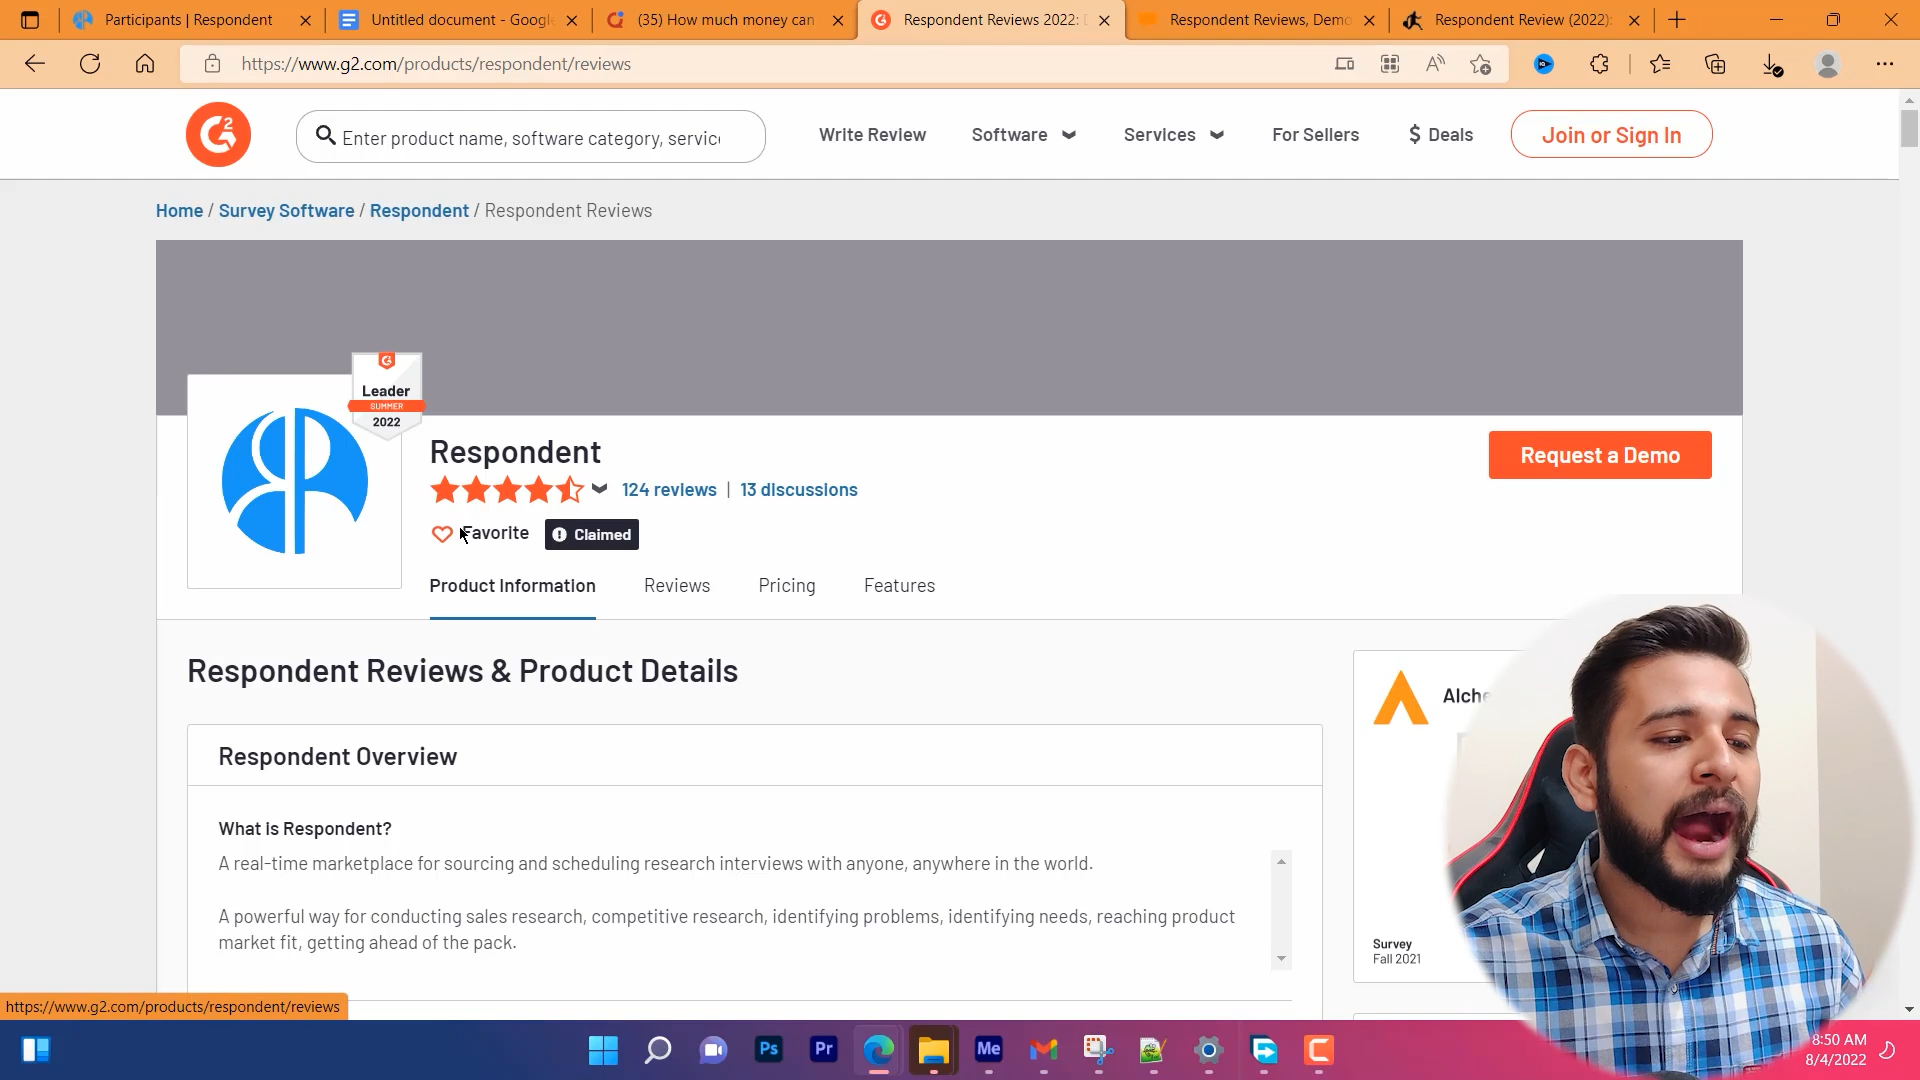 Participants | Respondent
Untitled document - Google
(35) How much money can
Respondent Reviews 2022:
Respondent Reviews, Demo
Respondent Review (2022):
https://www.g2.com/products/respondent/reviews
G2
Enter product name, software category, servic
Write Review
Software
Services
For Sellers
$ Deals
Join or Sign In
Home / Survey Software / Respondent / Respondent Reviews
Leader
SUMMER
2022
Respondent
Request a Demo
124 reviews | 13 discussions
Favorite
Claimed
Product Information
Reviews
Pricing
Features
Respondent Reviews & Product Details
Alche
Respondent Overview
What is Respondent?
A real-time marketplace for sourcing and scheduling research interviews with anyone, anywhere in the world.
A powerful way for conducting sales research, competitive research, identifying problems, identifying needs, reaching product
market fit, getting ahead of the pack.
Survey
Fall 2021
https://www.g2.com/products/respondent/reviews
Ps
Pr
Me
8:50 AM
8/4/2022